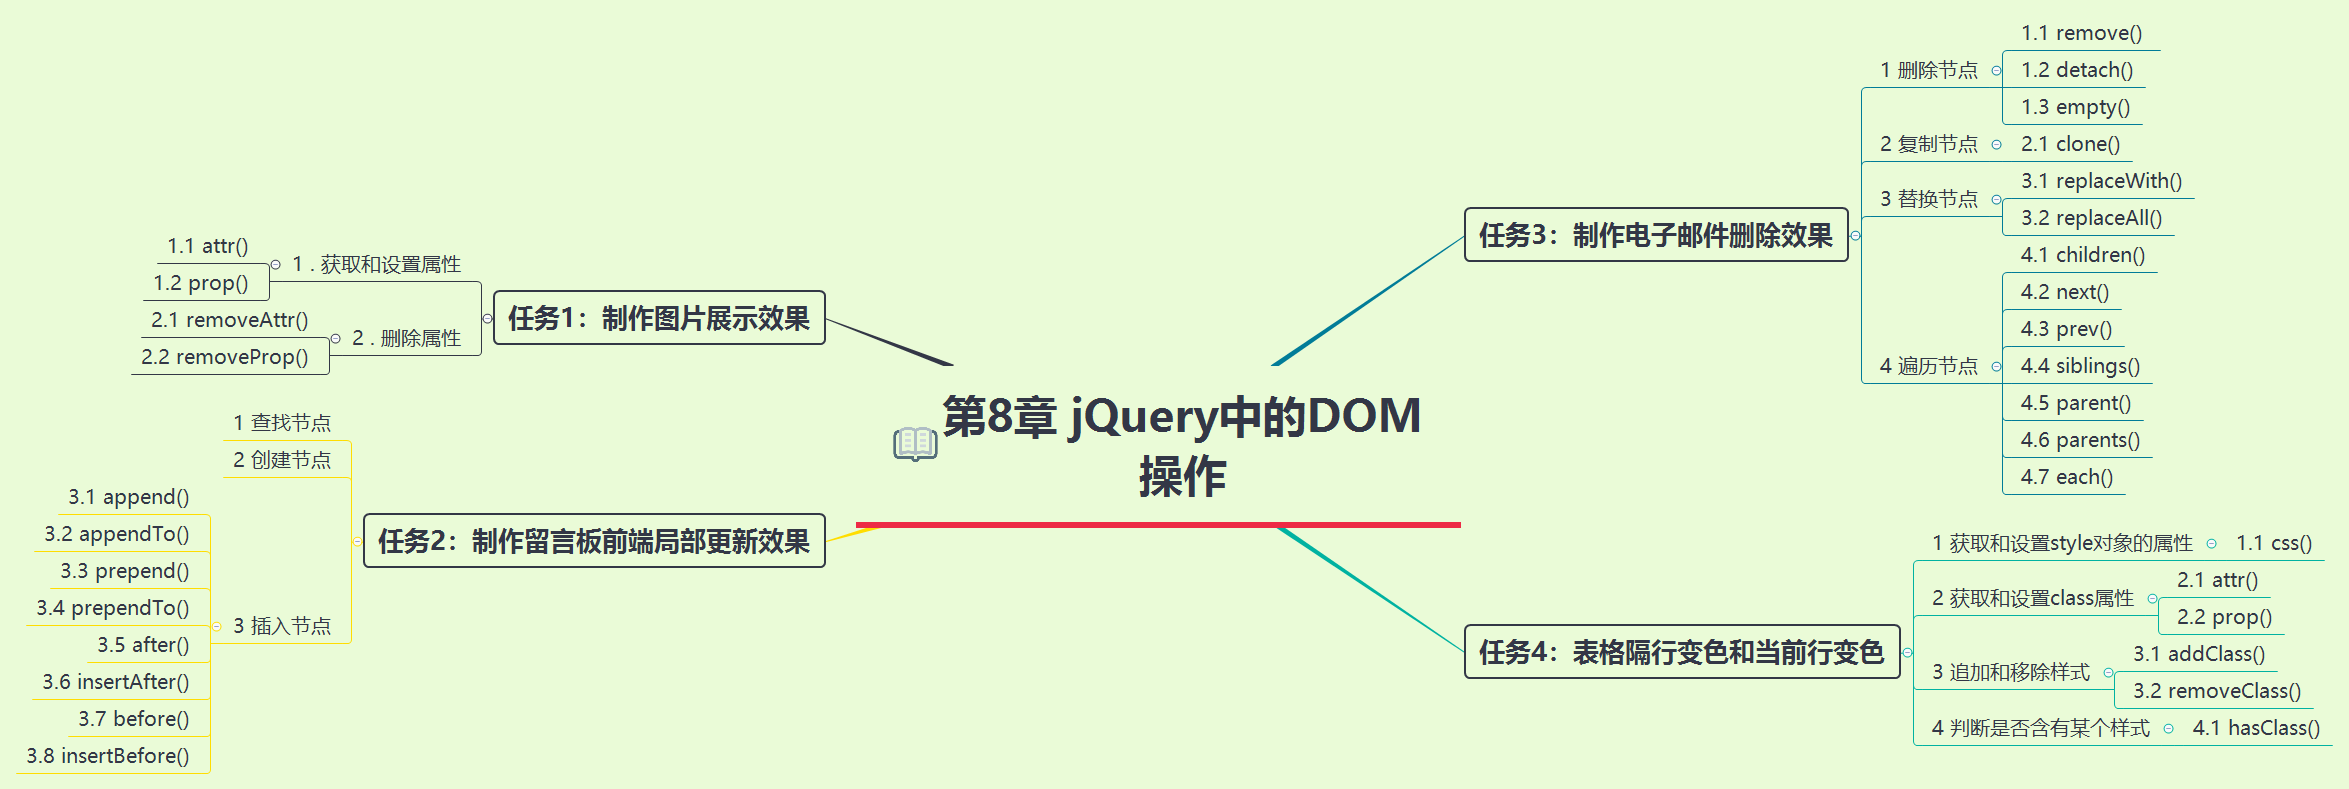 第8章 jQuery中的DOM
操作
任务1：制作图片展示效果
1 . 获取和设置属性
1.1 attr()
1.2 prop()
2 . 删除属性
2.1 removeAttr()
2.2 removeProp()
任务2：制作留言板前端局部更新效果
1 查找节点
2 创建节点
3 插入节点
3.1 append()
3.2 appendTo()
3.3 prepend()
3.4 prependTo()
3.5 after()
3.6 insertAfter()
3.7 before()
3.8 insertBefore()
任务3：制作电子邮件删除效果
1 删除节点
1.1 remove()
1.2 detach()
1.3 empty()
2 复制节点
2.1 clone()
3 替换节点
3.1 replaceWith()
3.2 replaceAll()
4 遍历节点
4.1 children()
4.2 next()
4.3 prev()
4.4 siblings()
4.5 parent()
4.6 parents()
4.7 each()
任务4：表格隔行变色和当前行变色
1 获取和设置style对象的属性
1.1 css()
2 获取和设置class属性
2.1 attr()
2.2 prop()
3 追加和移除样式
3.1 addClass()
3.2 removeClass()
4 判断是否含有某个样式
4.1 hasClass()